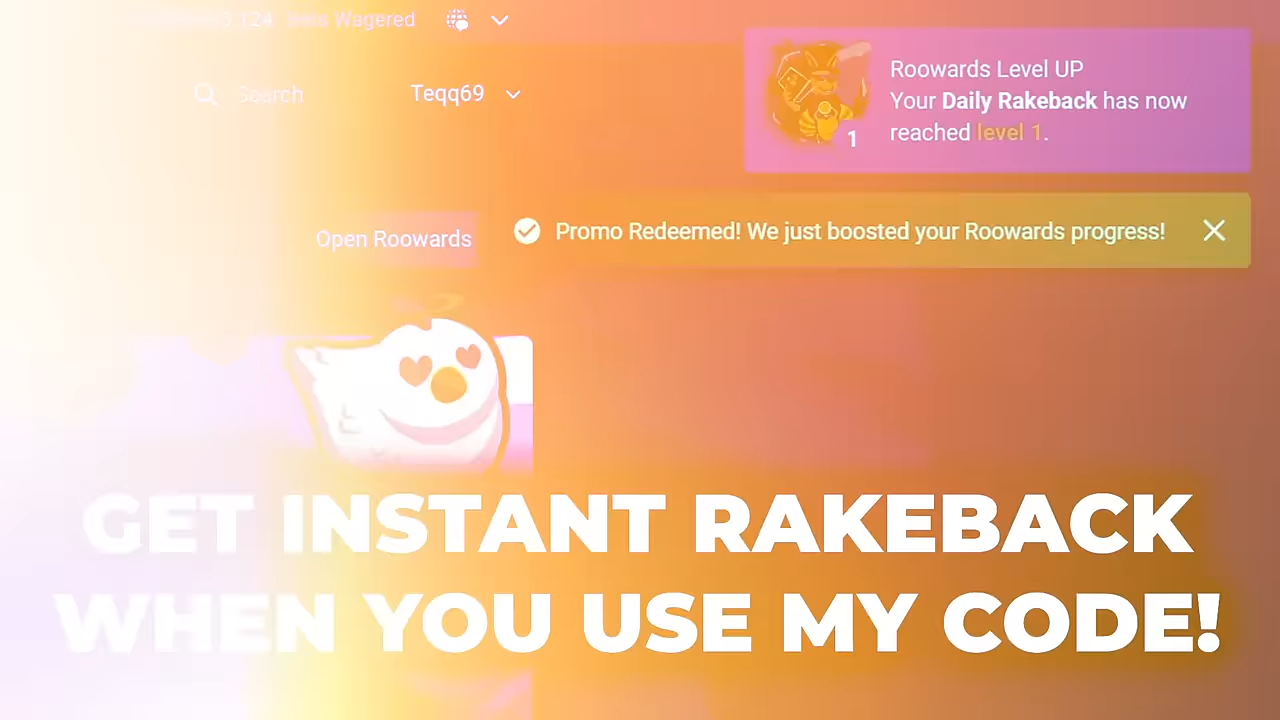 Wagered
Search
Teqq69
Roowards Level UP
Your Daily Rakeback has now
reached level 1.
1
Open Roowards
Promo Redeemed! We just boosted your Roowards progress!
GET INSTANT RAKEBACK
WHEN YOU USE MY CODE!